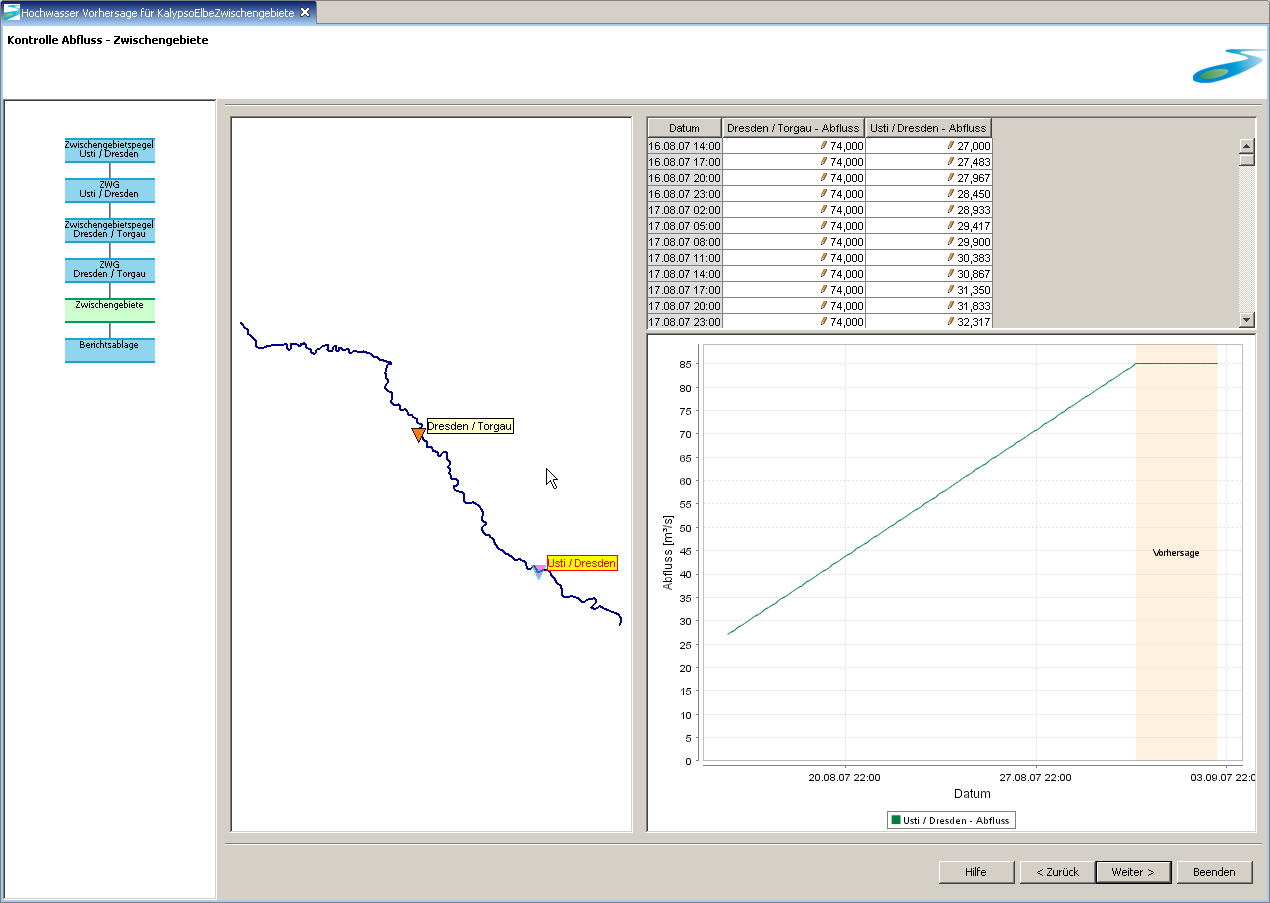 Hochwasser Vorhersage für KalypsoElbeZwischengebiete
Kontrolle Abfluss - Zwischengebiete
Zwischengebietspegel
Usti / Dresden
ZWG
Usti / Dresden
Zwischengebietspegel
Dresden / Torgau
ZWG
Dresden / Torgau
Zwischengebiete
Berichtsablage
Dresden / Torgau
Usti / Dresden
Datum Dresden / Torgau - Abfluss Usti / Dresden - Abfluss
16.08.07 14:00 74,000 27,000
16.08.07 17:00 74,000 27,483
16.08.07 20:00 74,000 27,967
16.08.07 23:00 74,000 28,450
17.08.07 02:00 74,000 28,933
17.08.07 05:00 74,000 29,417
17.08.07 08:00 74,000 29,900
17.08.07 11:00 74,000 30,383
17.08.07 14:00 74,000 30,867
17.08.07 17:00 74,000 31,350
17.08.07 20:00 74,000 31,833
17.08.07 23:00 74,000 32,317
Abfluss [m³/s]
85
80
75
70
65
60
55
50
45
40
35
30
25
20
15
10
5
0
Vorhersage
20.08.07 22:00 27.08.07 22:00 03.09.07 22:0
Datum
Usti / Dresden - Abfluss
Hilfe < Zurück Weiter > Beenden